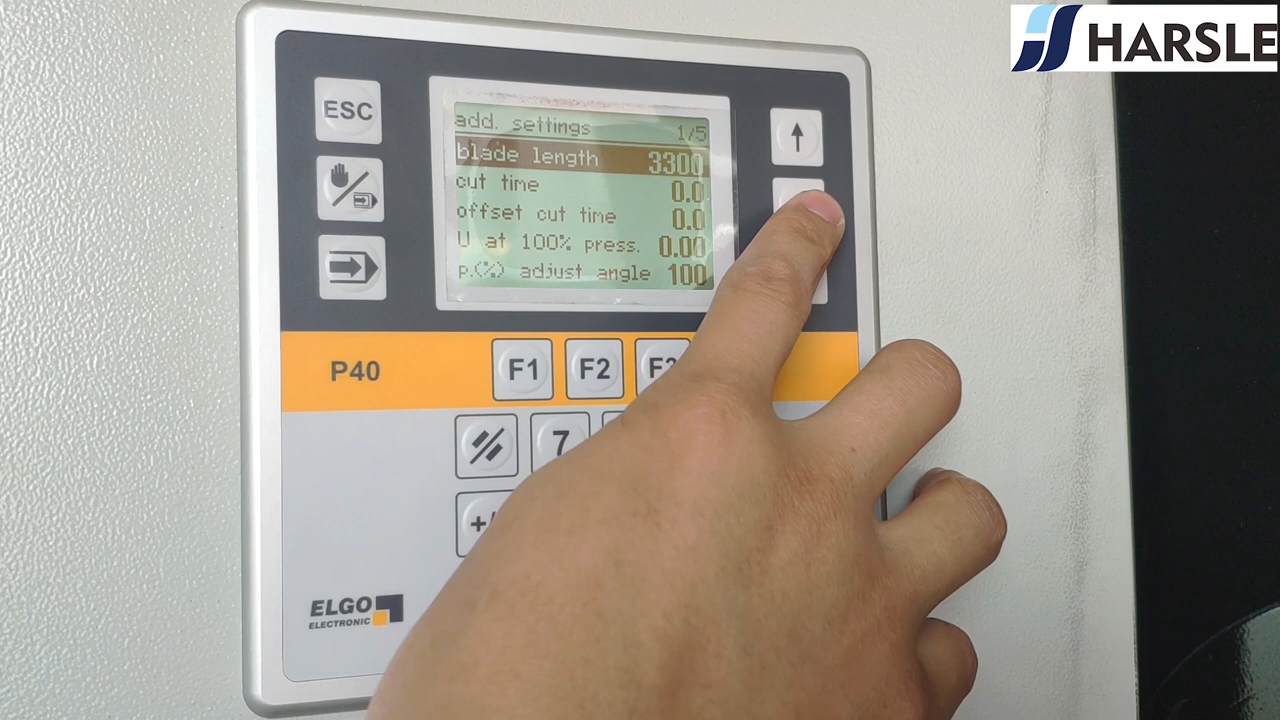 HARSLE
ESC
add. settings 1/5
blade length 3300
cut time 0.0
offset cut time 0.0
U at 100% press. 0.00
p.(%) adjust angle 100
P40
F1
F2
7
ELGO
ELECTRONIC